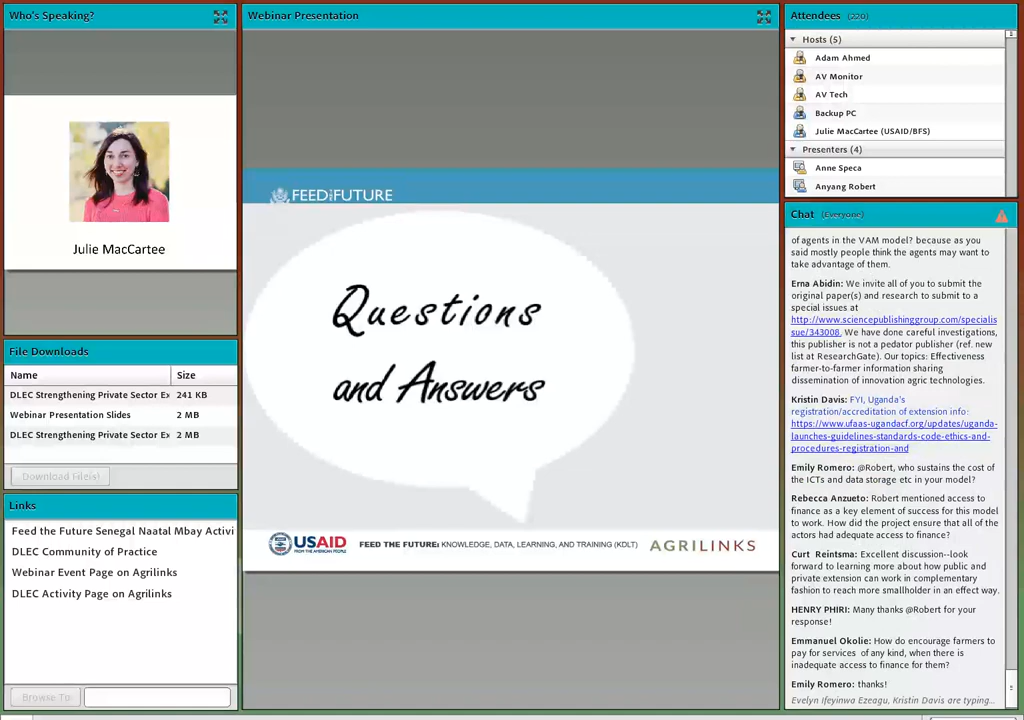 Who's Speaking?
Julie MacCartee
File Downloads
Name Size
DLEC Strengthening Private Sector Ex 241 KB
Webinar Presentation Slides 2 MB
DLEC Strengthening Private Sector Ex 2 MB
Download File(s)
Links
Feed the Future Senegal Naatal Mbay Activi
DLEC Community of Practice
Webinar Event Page on Agrilinks
DLEC Activity Page on Agrilinks
Browse To
Webinar Presentation
FEED THE FUTURE
Questions
and Answers
USAID
FROM THE AMERICAN PEOPLE
FEED THE FUTURE: KNOWLEDGE, DATA, LEARNING, AND TRAINING (KDLT)
AGRILINKS
Attendees (220)
Hosts (5)
Adam Ahmed
AV Monitor
AV Tech
Backup PC
Julie MacCartee (USAID/BFS)
Presenters (4)
Anne Speca
Anyang Robert
Chat (Everyone)
of agents in the VAM model? because as you
said mostly people think the agents may want to
take advantage of them.
Erna Abidin: We invite all of you to submit the
original paper(s) and research to submit to a
special issues at
http://www.sciencepublishinggroup.com/specialis
sue/343008. We have done careful investigations,
this publisher is not a pedator publisher (ref. new
list at ResearchGate). Our topics: Effectiveness
farmer-to-farmer information sharing
dissemination of innovation agric technologies.
Kristin Davis: FYI, Uganda's
registration/accreditation of extension info:
https://www.ufaas-ugandacf.org/updates/uganda-
launches-guidelines-standards-code-ethics-and-
procedures-registration-and
Emily Romero: @Robert, who sustains the cost of
the ICTs and data storage etc in your model?
Rebecca Anzueto: Robert mentioned access to
finance as a key element of success for this model
to work. How did the project ensure that all of the
actors had adequate access to finance?
Curt Reintsma: Excellent discussion--look
forward to learning more about how public and
private extension can work in complementary
fashion to reach more smallholder in an effect way.
HENRY PHIRI: Many thanks @Robert for your
response!
Emmanuel Okolie: How do encourage farmers to
pay for services of any kind, when there is
inadequate access to finance for them?
Emily Romero: thanks!
Evelyn Ifeyinwa Ezeagu, Kristin Davis are typing...